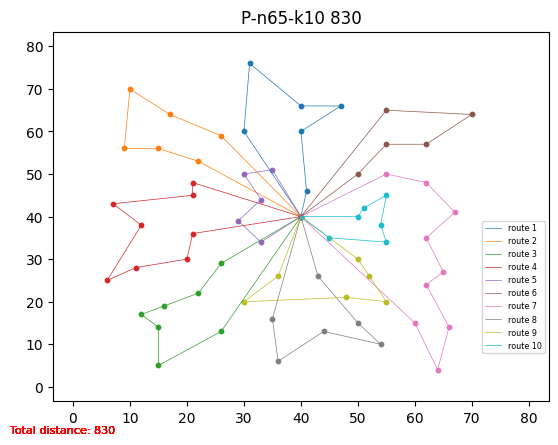 P-n65-k10 830
80
70
60
50
40
30
20
10
0
route 1
route 2
route 3
route 4
route 5
route 6
route 7
route 8
route 9
route 10
0 10 20 30 40 50 60 70 80
Total distance: 830